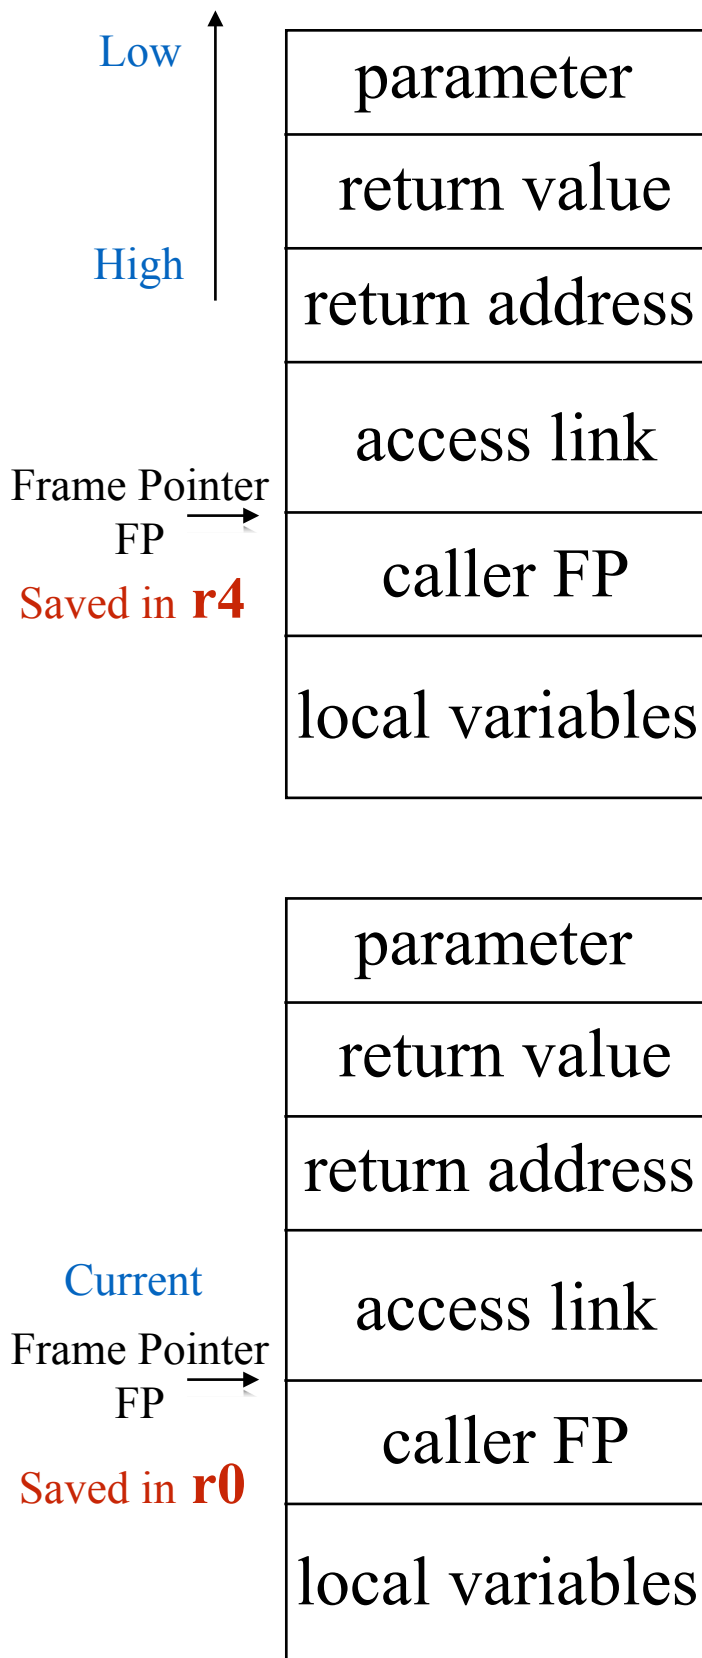 Low
parameter
return value
High
return address
access link
Frame Pointer
FP
caller FP
Saved in r4
local variables
parameter
return value
return address
Current
access link
Frame Pointer
FP
caller FP
Saved in r0
local variables